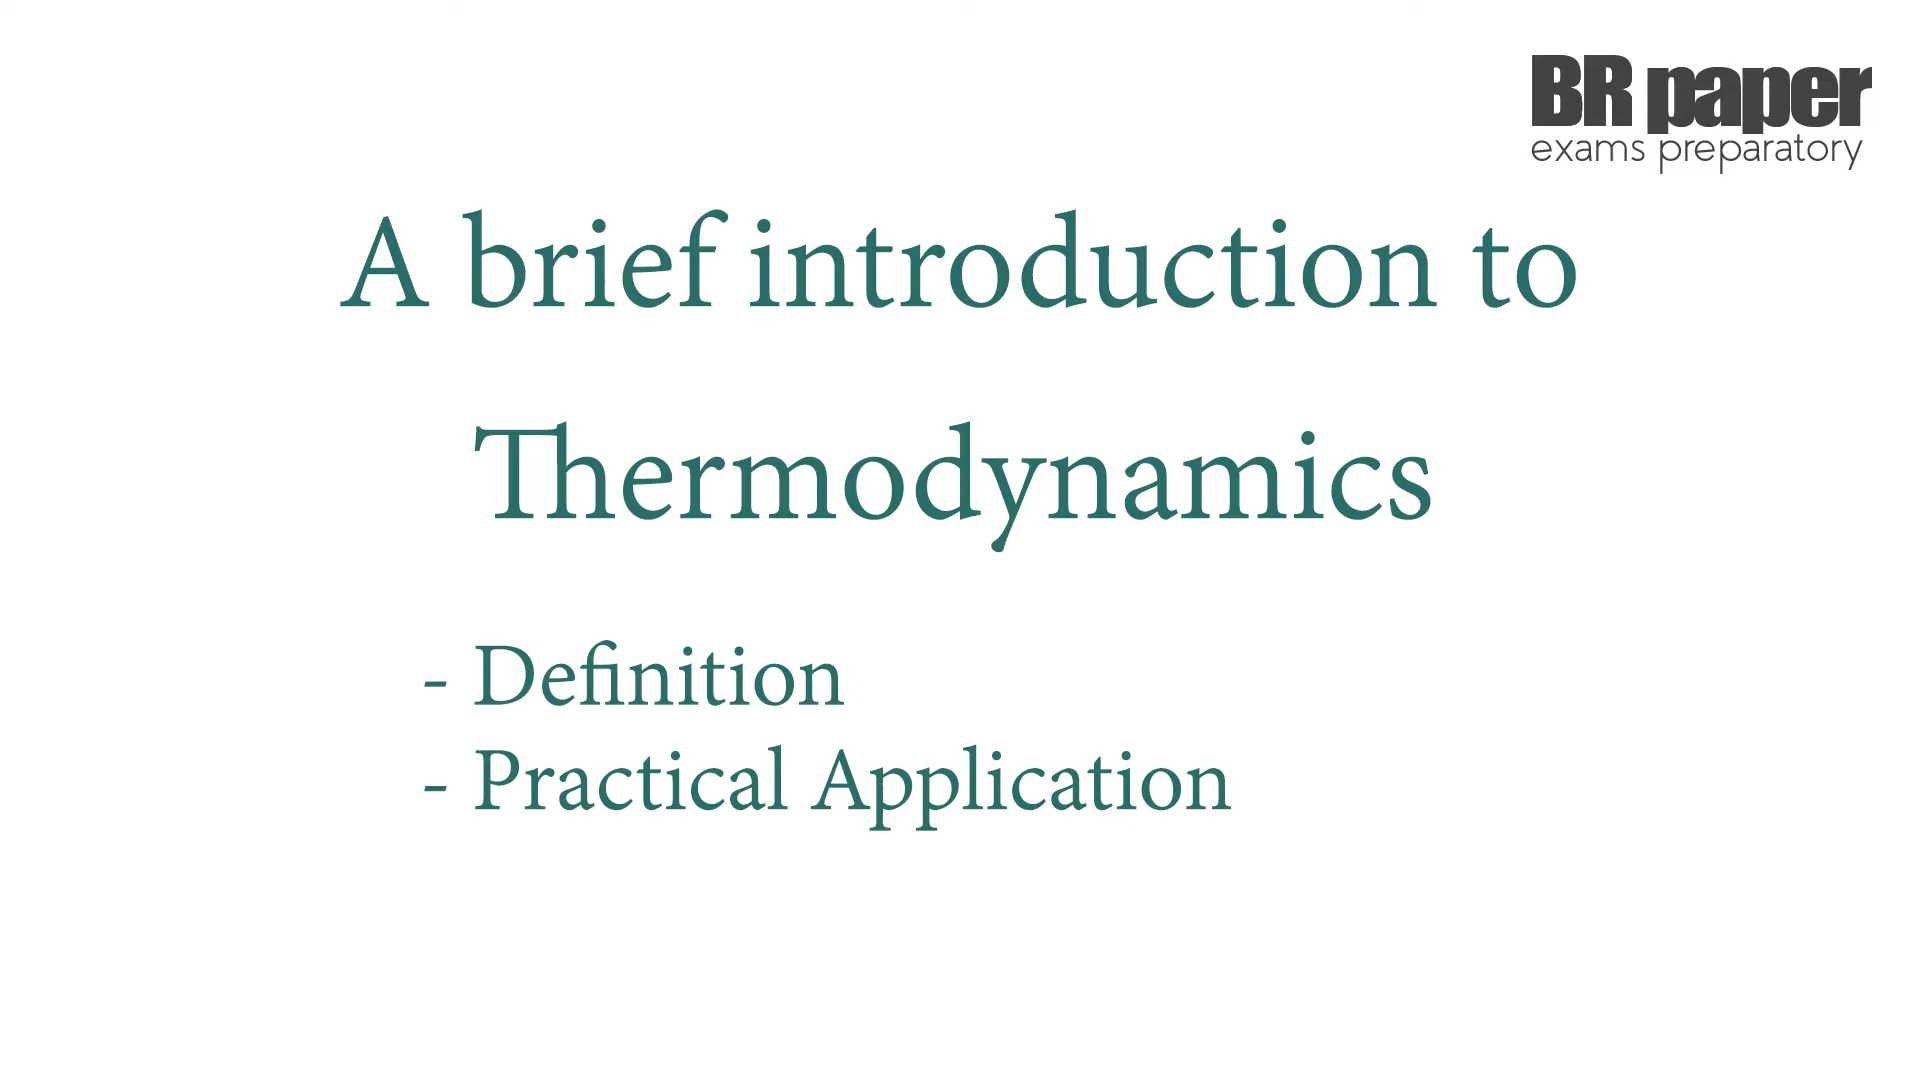 BR paper
exams preparatory
A brief introduction to
Thermodynamics
- Definition
- Practical Application